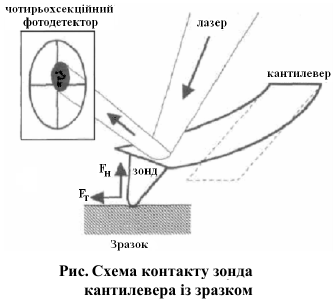 чотирьохсекційний
фотодетектор
лазер
кантилевер
Fн
зонд
Fт
Зразок
Рис. Схема контакту зонда
кантилевера із зразком